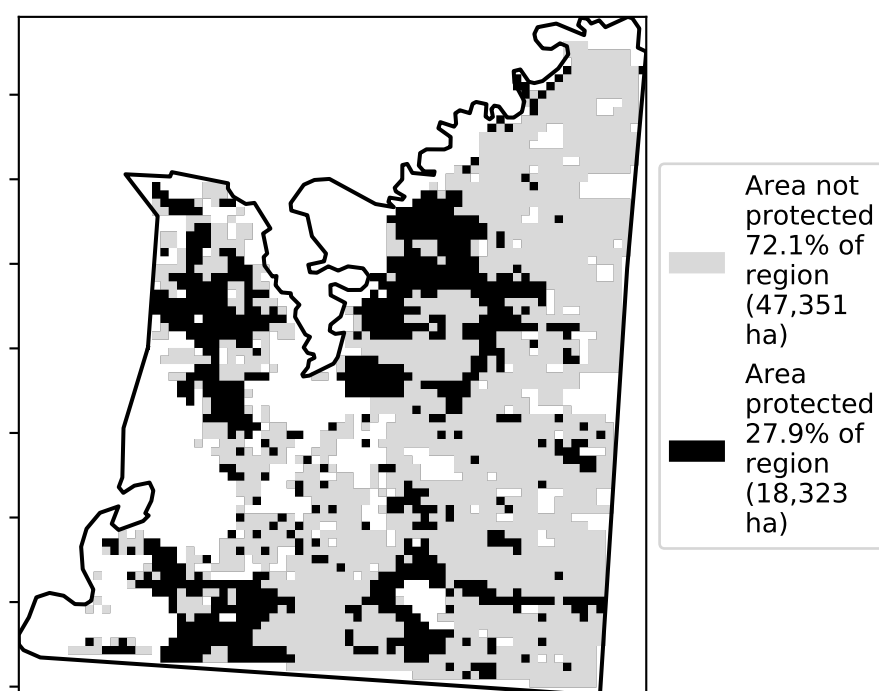 Area not
protected
72.1% of
region
(47,351
ha)
Area
protected
27.9% of
region
(18,323
ha)